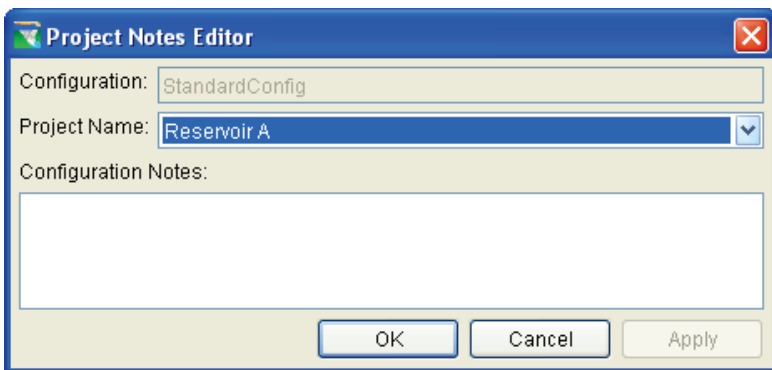 Project Notes Editor
Configuration: StandardConfig
Project Name: Reservoir A
Configuration Notes:
OK Cancel Apply